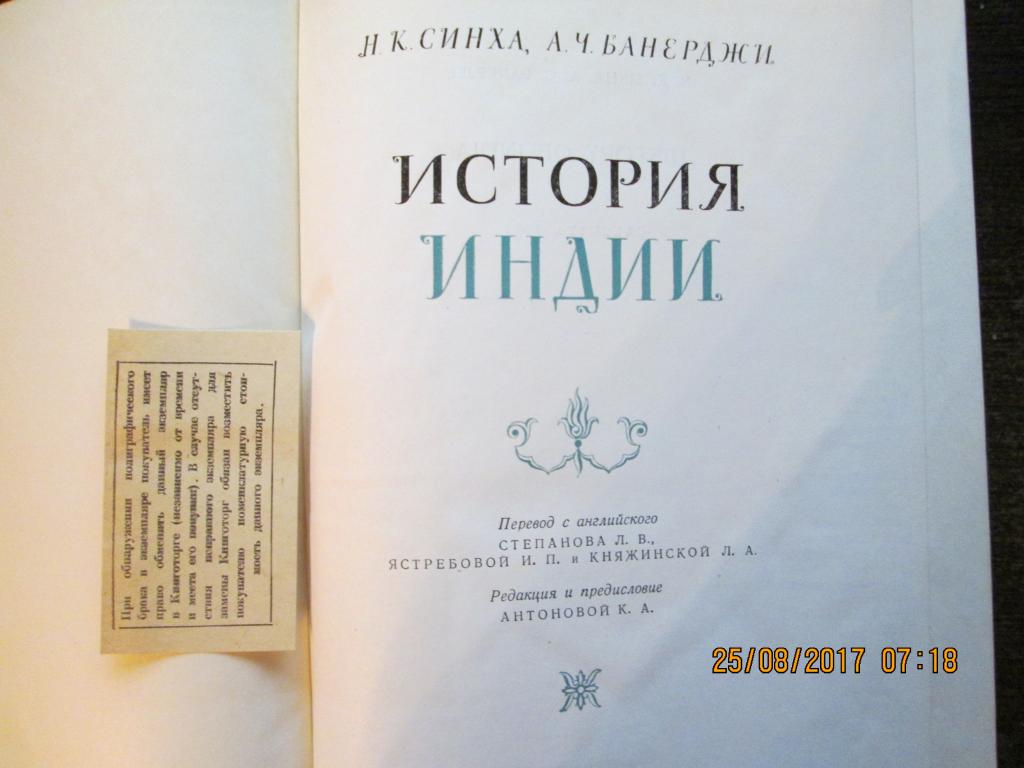 Н. К. СИНХА, А. Ч. БАНЕРДЖИ
ИСТОРИЯ
ИНДИИ
Перевод с английского
СТЕПАНОВА Л. В.,
ЯСТРЕБОВОЙ И. П. и КНЯЖИНСКОЙ Л. А.
Редакция и предисловие
АНТОНОВОЙ К. А.
При обнаружении полиграфического
брака в экземпляре покупатель имеет
право обменять данный экземпляр
в Книготорге (независимо от времени
и места его покупки). В случае отсут-
ствия исправного экземпляра для
замены Книготорг обязан возместить
покупателю номенклатурную стои-
мость данного экземпляра.
25/08/2017 07:18